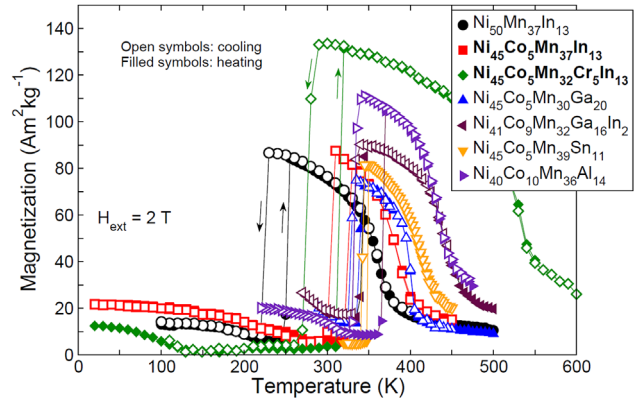 Magnetization (Am²kg⁻¹)
140
120
100
80
60
40
20
0
Open symbols: cooling
Filled symbols: heating
H_ext = 2 T
Ni₅₀Mn₃₇In₁₃
Ni₄₅Co₅Mn₃₇In₁₃
Ni₄₅Co₅Mn₃₂Cr₅In₁₃
Ni₄₅Co₅Mn₃₀Ga₂₀
Ni₄₁Co₉Mn₃₂Ga₁₆In₂
Ni₄₅Co₅Mn₃₉Sn₁₁
Ni₄₀Co₁₀Mn₃₆Al₁₄
0 100 200 300 400 500 600
Temperature (K)